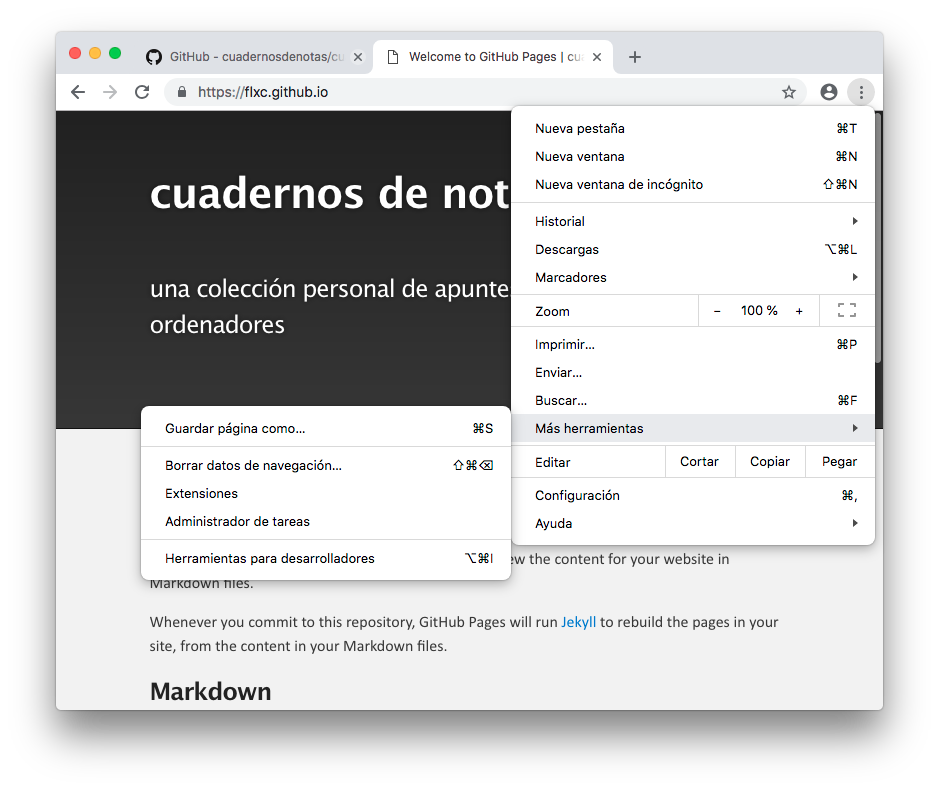 GitHub - cuadernosdenotas/cu
Welcome to GitHub Pages | cu
https://flxc.github.io
cuadernos de not
una colección personal de apunte
ordenadores
Nueva pestaña ⌘T
Nueva ventana ⌘N
Nueva ventana de incógnito ⇧⌘N
Historial
Descargas ⌥⌘L
Marcadores
Zoom - 100 % +
Imprimir... ⌘P
Enviar...
Buscar... ⌘F
Más herramientas
Editar Cortar Copiar Pegar
Configuración ⌘,
Ayuda
Guardar página como... ⌘S
Borrar datos de navegación... ⇧⌘⌫
Extensiones
Administrador de tareas
Herramientas para desarrolladores ⌥⌘I
ew the content for your website in
Markdown files.
Whenever you commit to this repository, GitHub Pages will run Jekyll to rebuild the pages in your
site, from the content in your Markdown files.
Markdown